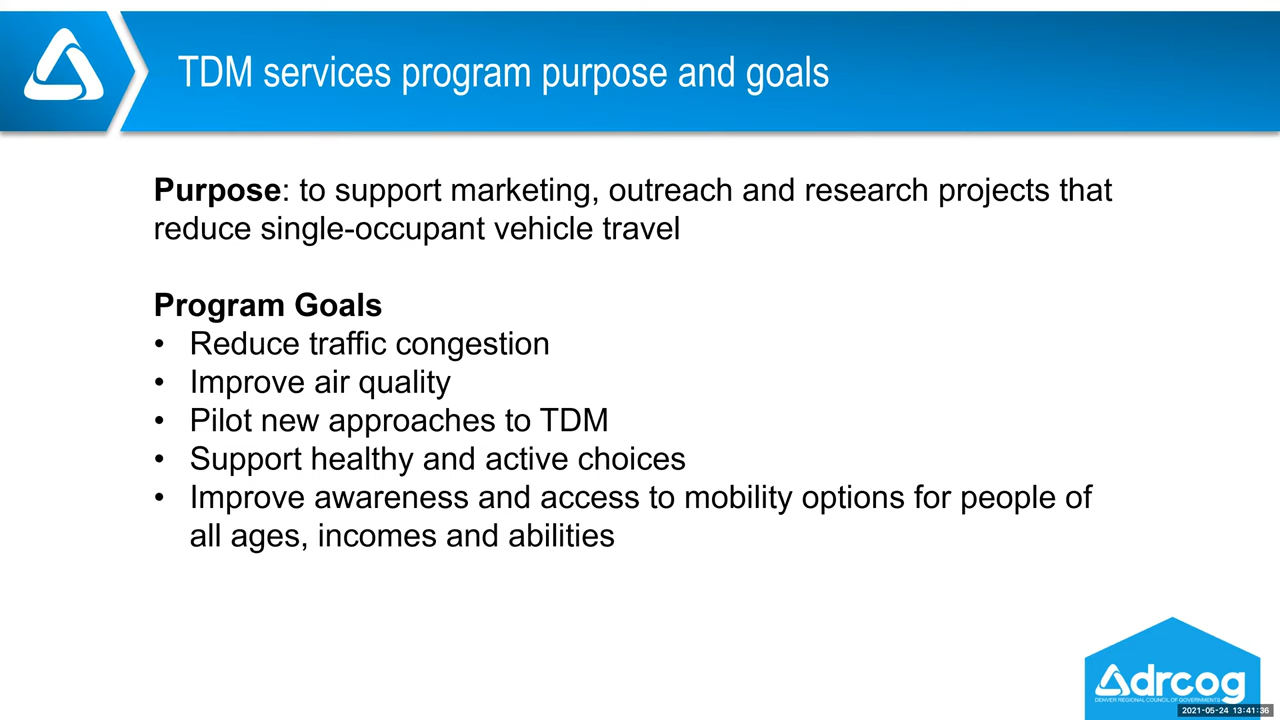 TDM services program purpose and goals
Purpose: to support marketing, outreach and research projects that
reduce single-occupant vehicle travel
Program Goals
• Reduce traffic congestion
• Improve air quality
• Pilot new approaches to TDM
• Support healthy and active choices
• Improve awareness and access to mobility options for people of
all ages, incomes and abilities
drcog
DENVER REGIONAL COUNCIL OF GOVERNMENTS
2021-05-24 13:41:36